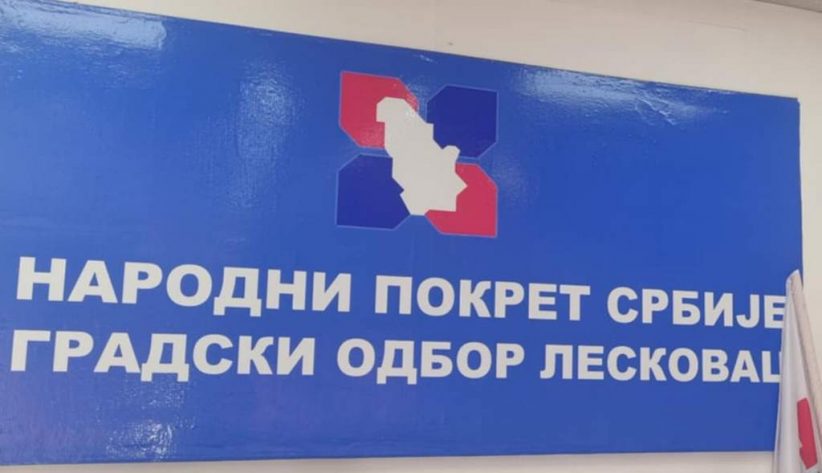 НАРОДНИ ПОКРЕТ СРБИЈЕ
ГРАДСКИ ОДБОР ЛЕСКОВАЦ